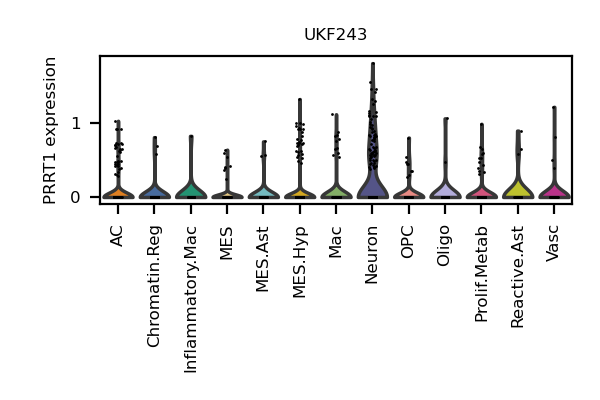 UKF243
PRRT1 expression
1
0
AC
Chromatin.Reg
Inflammatory.Mac
MES
MES.Ast
MES.Hyp
Mac
Neuron
OPC
Oligo
Prolif.Metab
Reactive.Ast
Vasc